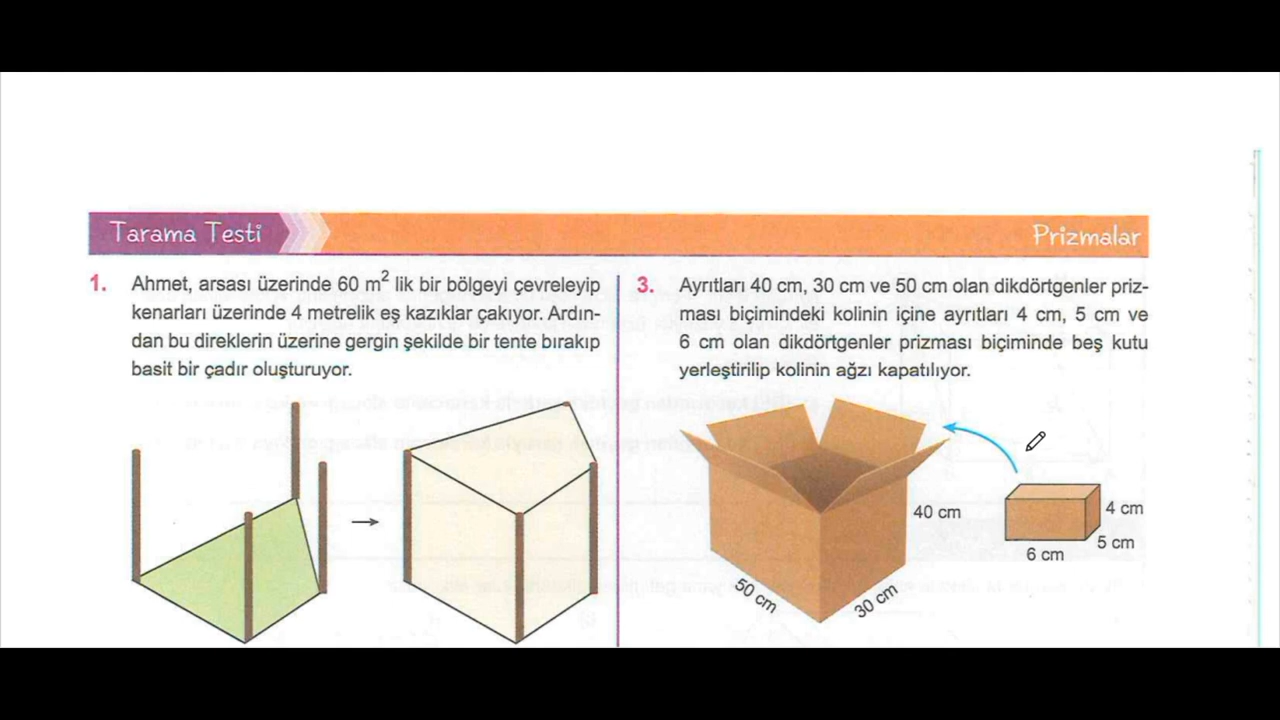 Tarama Testi
Prizmalar
1. Ahmet, arsası üzerinde 60 m² lik bir bölgeyi çevreleyip
kenarları üzerinde 4 metrelik eş kazıklar çakıyor. Ardın-
dan bu direklerin üzerine gergin şekilde bir tente bırakıp
basit bir çadır oluşturuyor.
3. Ayrıtları 40 cm, 30 cm ve 50 cm olan dikdörtgenler priz-
ması biçimindeki kolinin içine ayrıtları 4 cm, 5 cm ve
6 cm olan dikdörtgenler prizması biçiminde beş kutu
yerleştirilip kolinin ağzı kapatılıyor.
40 cm
50 cm
30 cm
4 cm
5 cm
6 cm